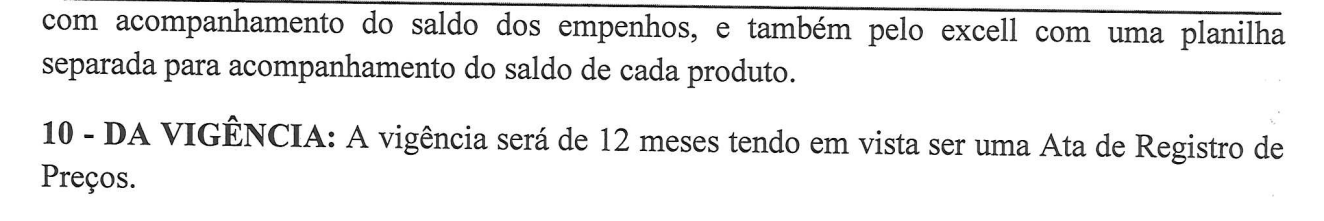 com acompanhamento do saldo dos empenhos, e também pelo excell com uma planilha
separada para acompanhamento do saldo de cada produto.
10 - DA VIGÊNCIA: A vigência será de 12 meses tendo em vista ser uma Ata de Registro de
Preços.